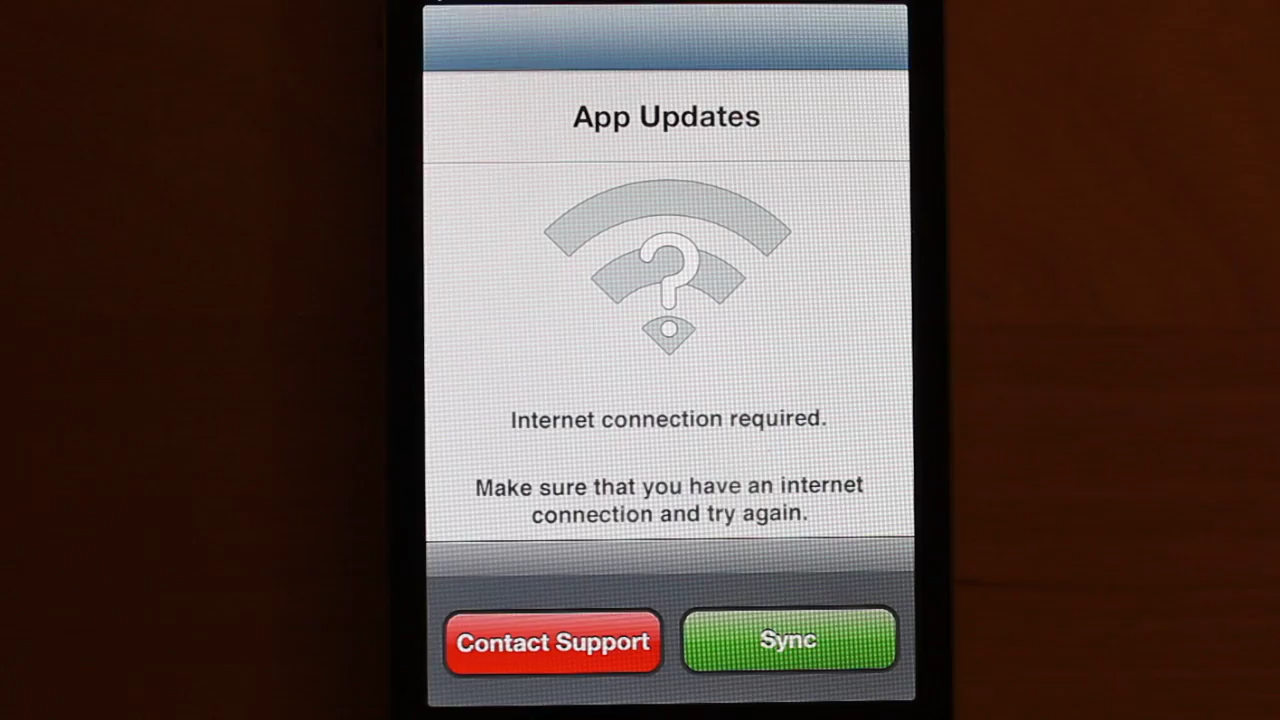 App Updates
?
Internet connection required.
Make sure that you have an internet
connection and try again.
Contact Support
Sync